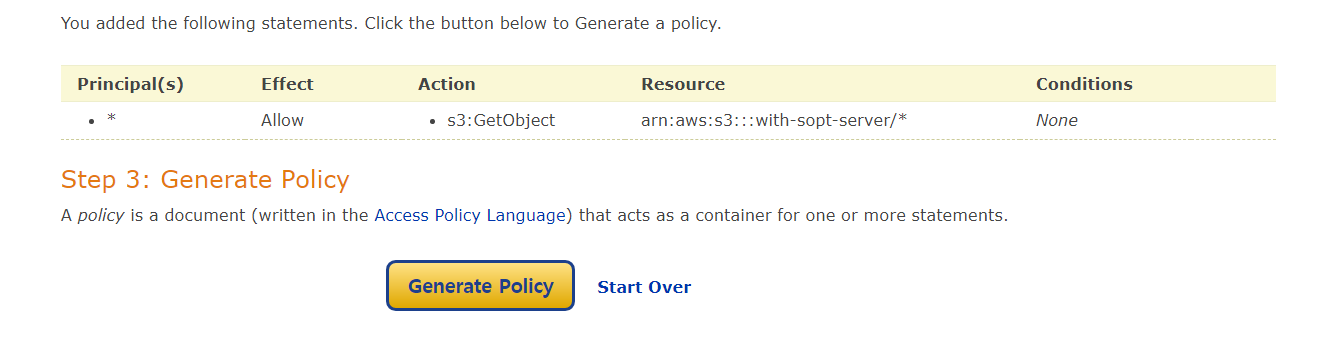 You added the following statements. Click the button below to Generate a policy.
Principal(s) Effect Action Resource Conditions
• * Allow • s3:GetObject arn:aws:s3:::with-sopt-server/* None
Step 3: Generate Policy
A policy is a document (written in the Access Policy Language) that acts as a container for one or more statements.
Generate Policy Start Over